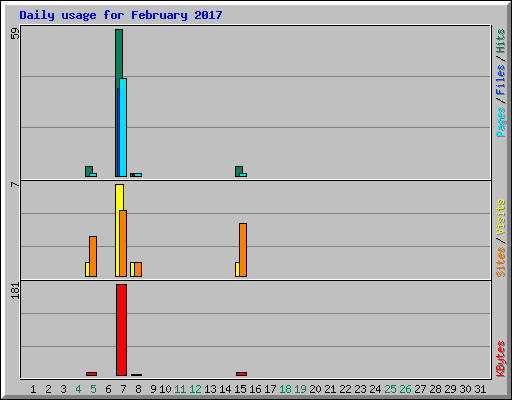 Daily usage for February 2017
59
Pages / Files / Hits
7
Sites / Visits
181
KBytes
1 2 3 4 5 6 7 8 9 10 11 12 13 14 15 16 17 18 19 20 21 22 23 24 25 26 27 28 29 30 31